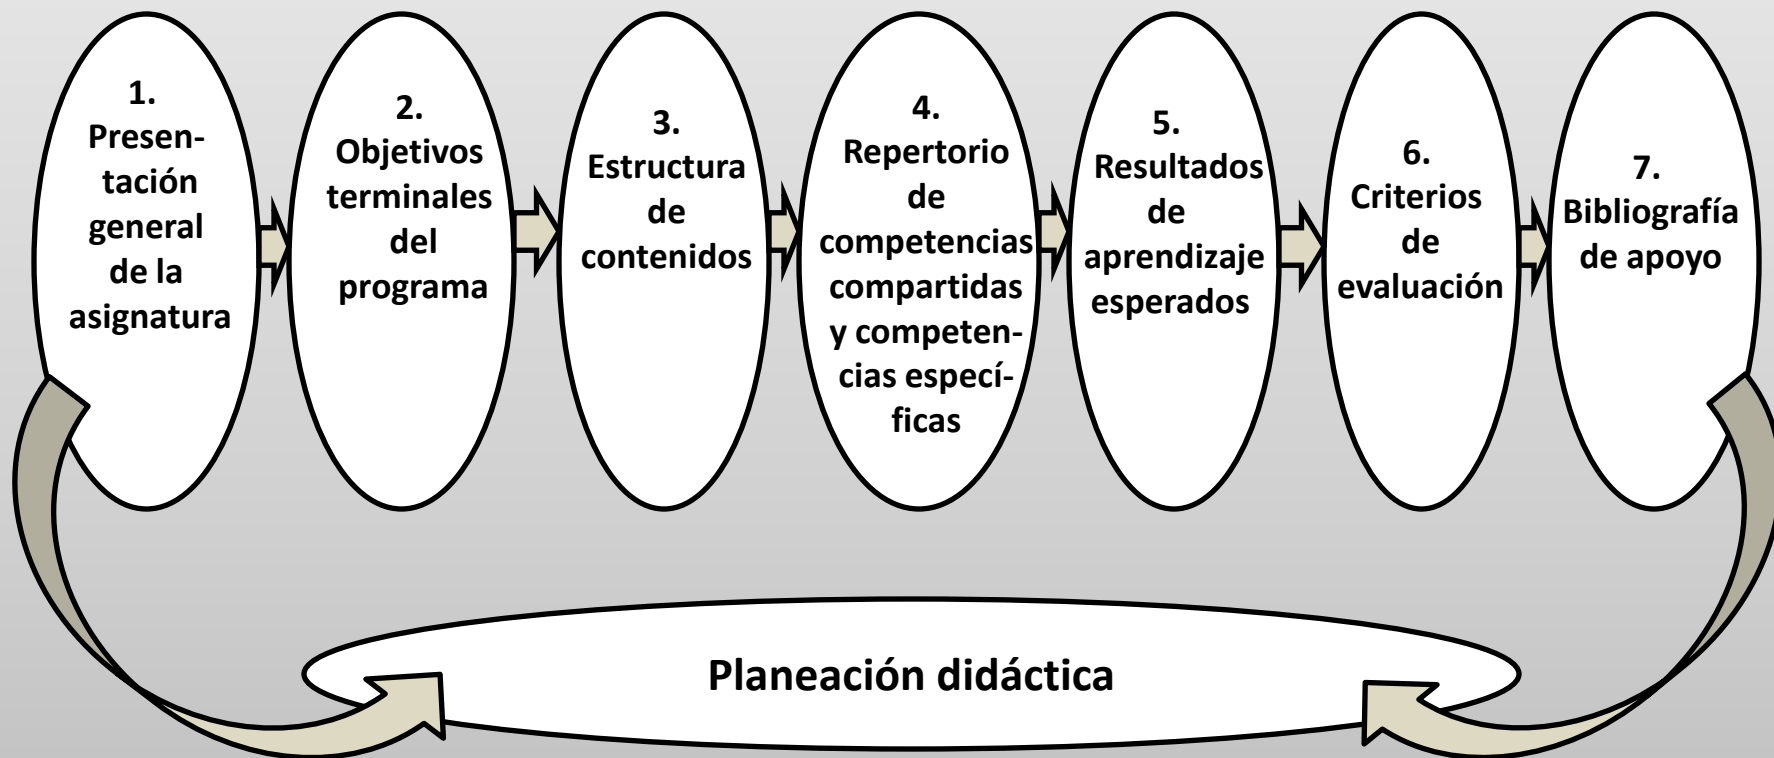 1.
Presen-
tación
general
de la
asignatura
2.
Objetivos
terminales
del
programa
3.
Estructura
de
contenidos
4.
Repertorio
de
competencias
compartidas
y competen-
cias especí-
ficas
5.
Resultados
de
aprendizaje
esperados
6.
Criterios
de
evaluación
7.
Bibliografía
de apoyo
Planeación didáctica